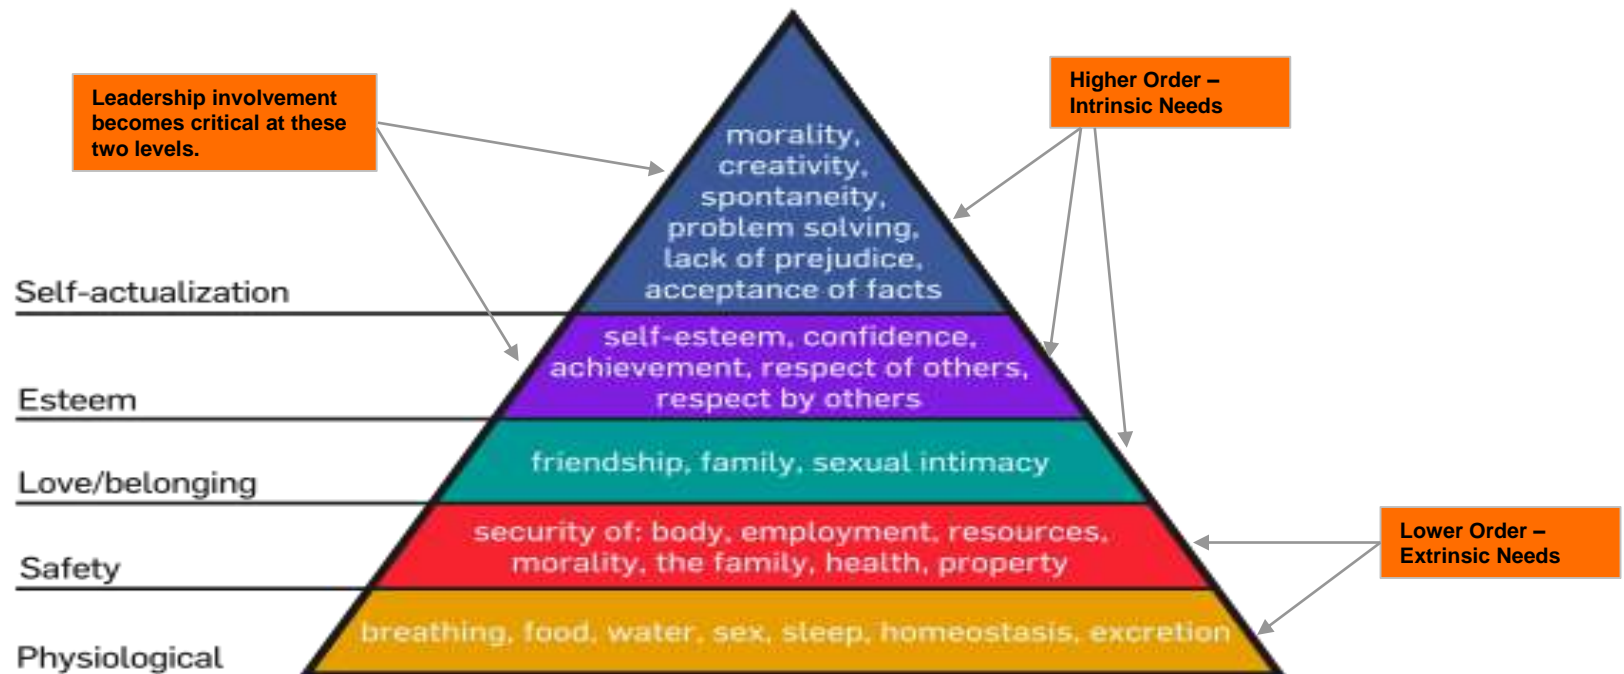 Leadership involvement
becomes critical at these
two levels.
Higher Order –
Intrinsic Needs
morality,
creativity,
spontaneity,
problem solving,
lack of prejudice,
acceptance of facts
Self-actualization
self-esteem, confidence,
achievement, respect of others,
respect by others
Esteem
friendship, family, sexual intimacy
Love/belonging
security of: body, employment, resources,
morality, the family, health, property
Safety
Lower Order –
Extrinsic Needs
breathing, food, water, sex, sleep, homeostasis, excretion
Physiological